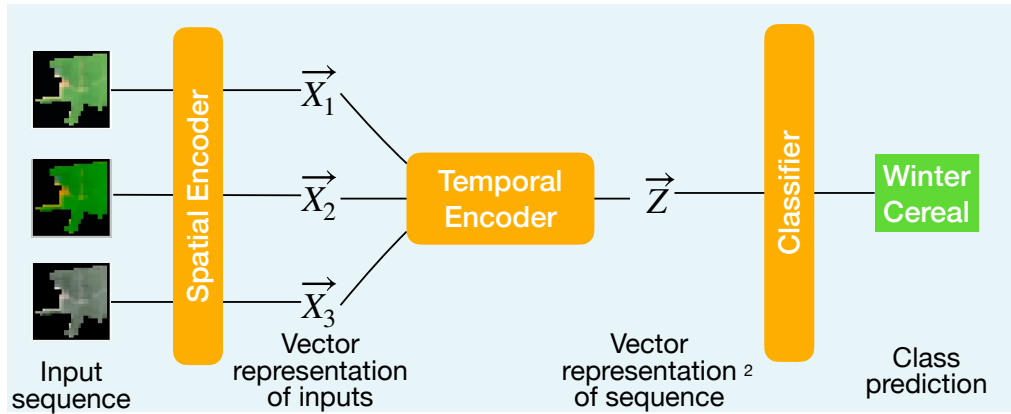 Spatial Encoder
X₁
X₂
X₃
Temporal
Encoder
Z
Classifier
Winter
Cereal
Input
sequence
Vector
representation
of inputs
Vector
representation 2
of sequence
Class
prediction